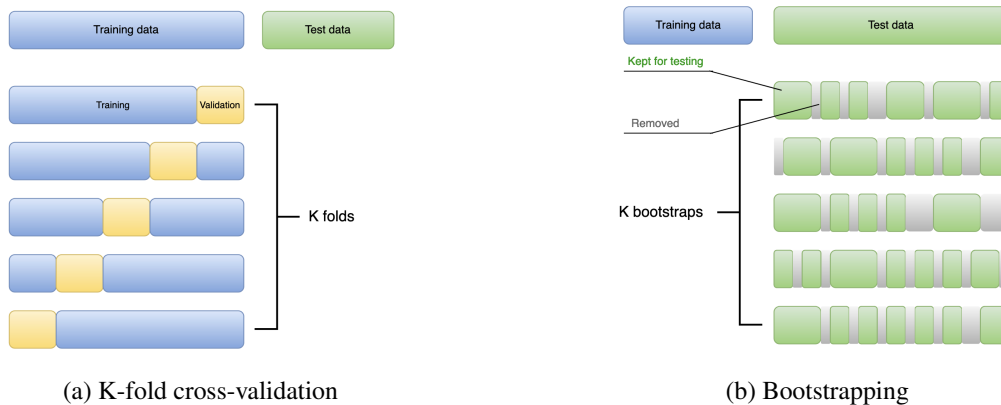 Training data
Test data
Training
Validation
K folds
(a) K-fold cross-validation
Training data
Test data
Kept for testing
Removed
K bootstraps
(b) Bootstrapping